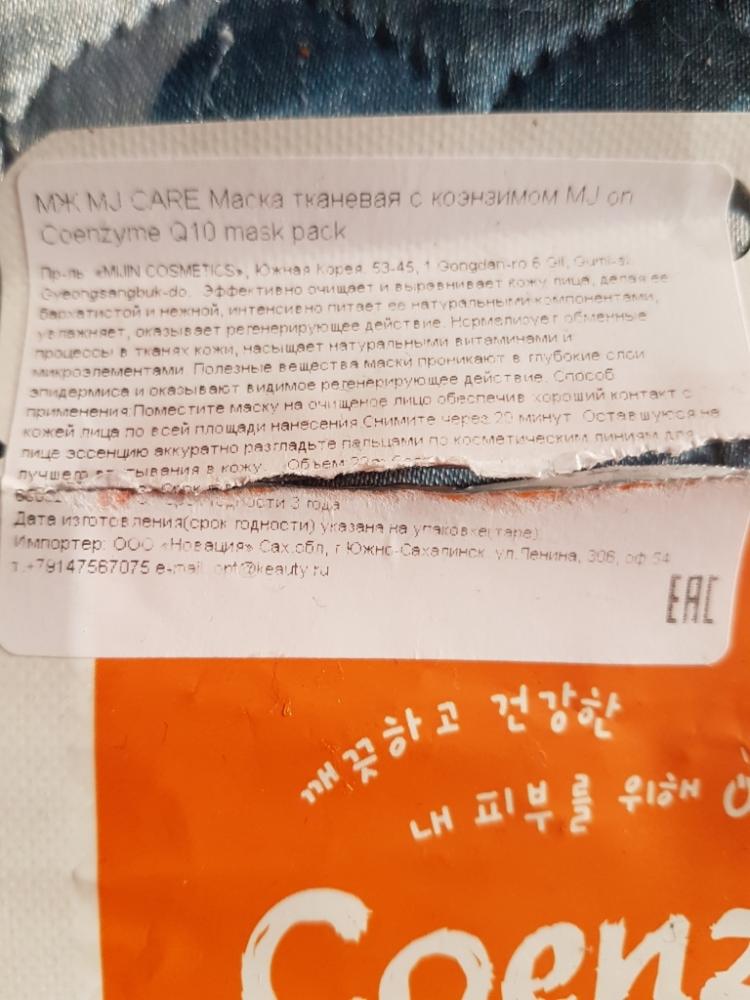 МЖ MJ CARE Маска тканевая с коэнзимом MJ on
Coenzyme Q10 mask pack
Пр-ль «MIJIN COSMETICS», Южная Корея. 53-45, 1 Gongdan-ro 6 Gil, Gumi-si
Gyeongsangbuk-do. Эффективно очищает и выравнивает кожу лица, делая ее
бархатистой и нежной, интенсивно питает ее натуральными компонентами,
увлажняет, оказывает регенерирующее действие. Нормализует обменные
процессы в тканях кожи, насыщает натуральными витаминами и
микроэлементами. Полезные вещества маски проникают в глубокие слои
эпидермиса и оказывают видимое регенерирующее действие. Способ
применения:Поместите маску на очищеное лицо обеспечив хороший контакт с
кожей лица по всей площади нанесения.Снимите через 20 минут. Оставшуюся на
лице эссенцию аккуратно разгладьте пальцами по косметическим линиям для
лучшего в кожу. Объем
3 года
Дата изготовления(срок годности) указана на упаковке(таре)
Импортер: ООО «Новация» Сах.обл, г.Южно-Сахалинск, ул.Ленина, 306, оф.54
т.+79147567075 e-mail: opt@keauty.ru
EAC
깨끗하고 건강한
내 피부를 위해
Coenz